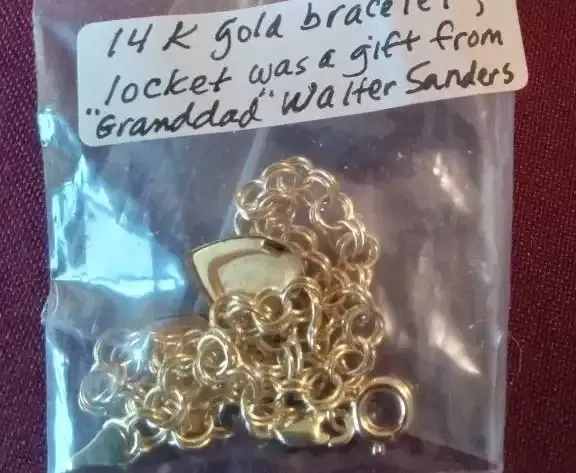 14 K gold bracelet,
locket was a gift from
"Granddad" Walter Sanders